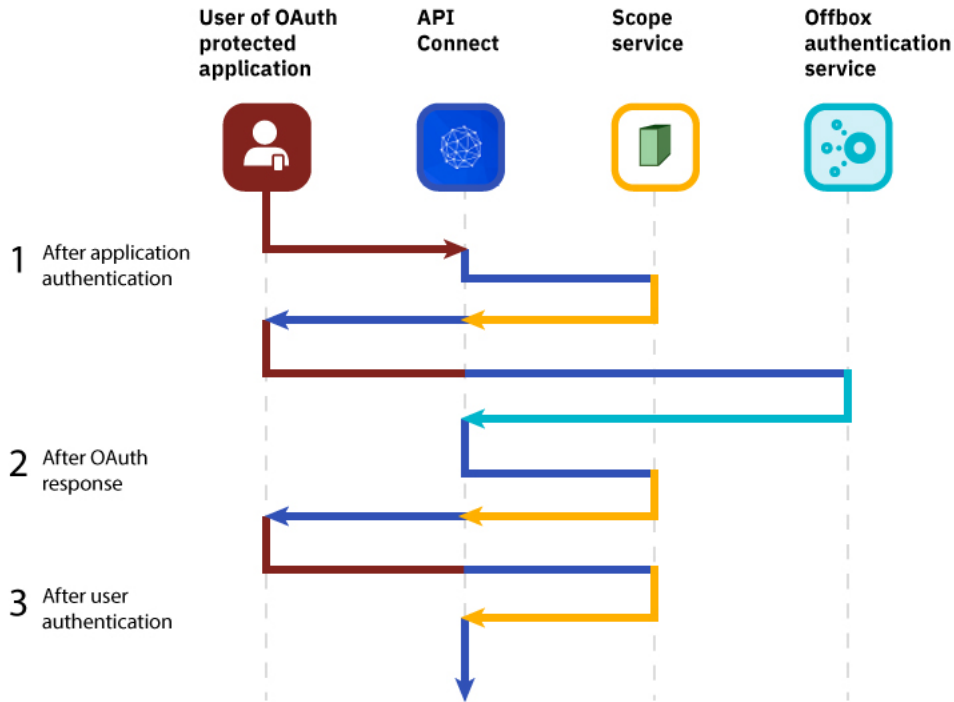 User of OAuth
protected
application
API
Connect
Scope
service
Offbox
authentication
service
1
After application
authentication
2
After OAuth
response
3
After user
authentication